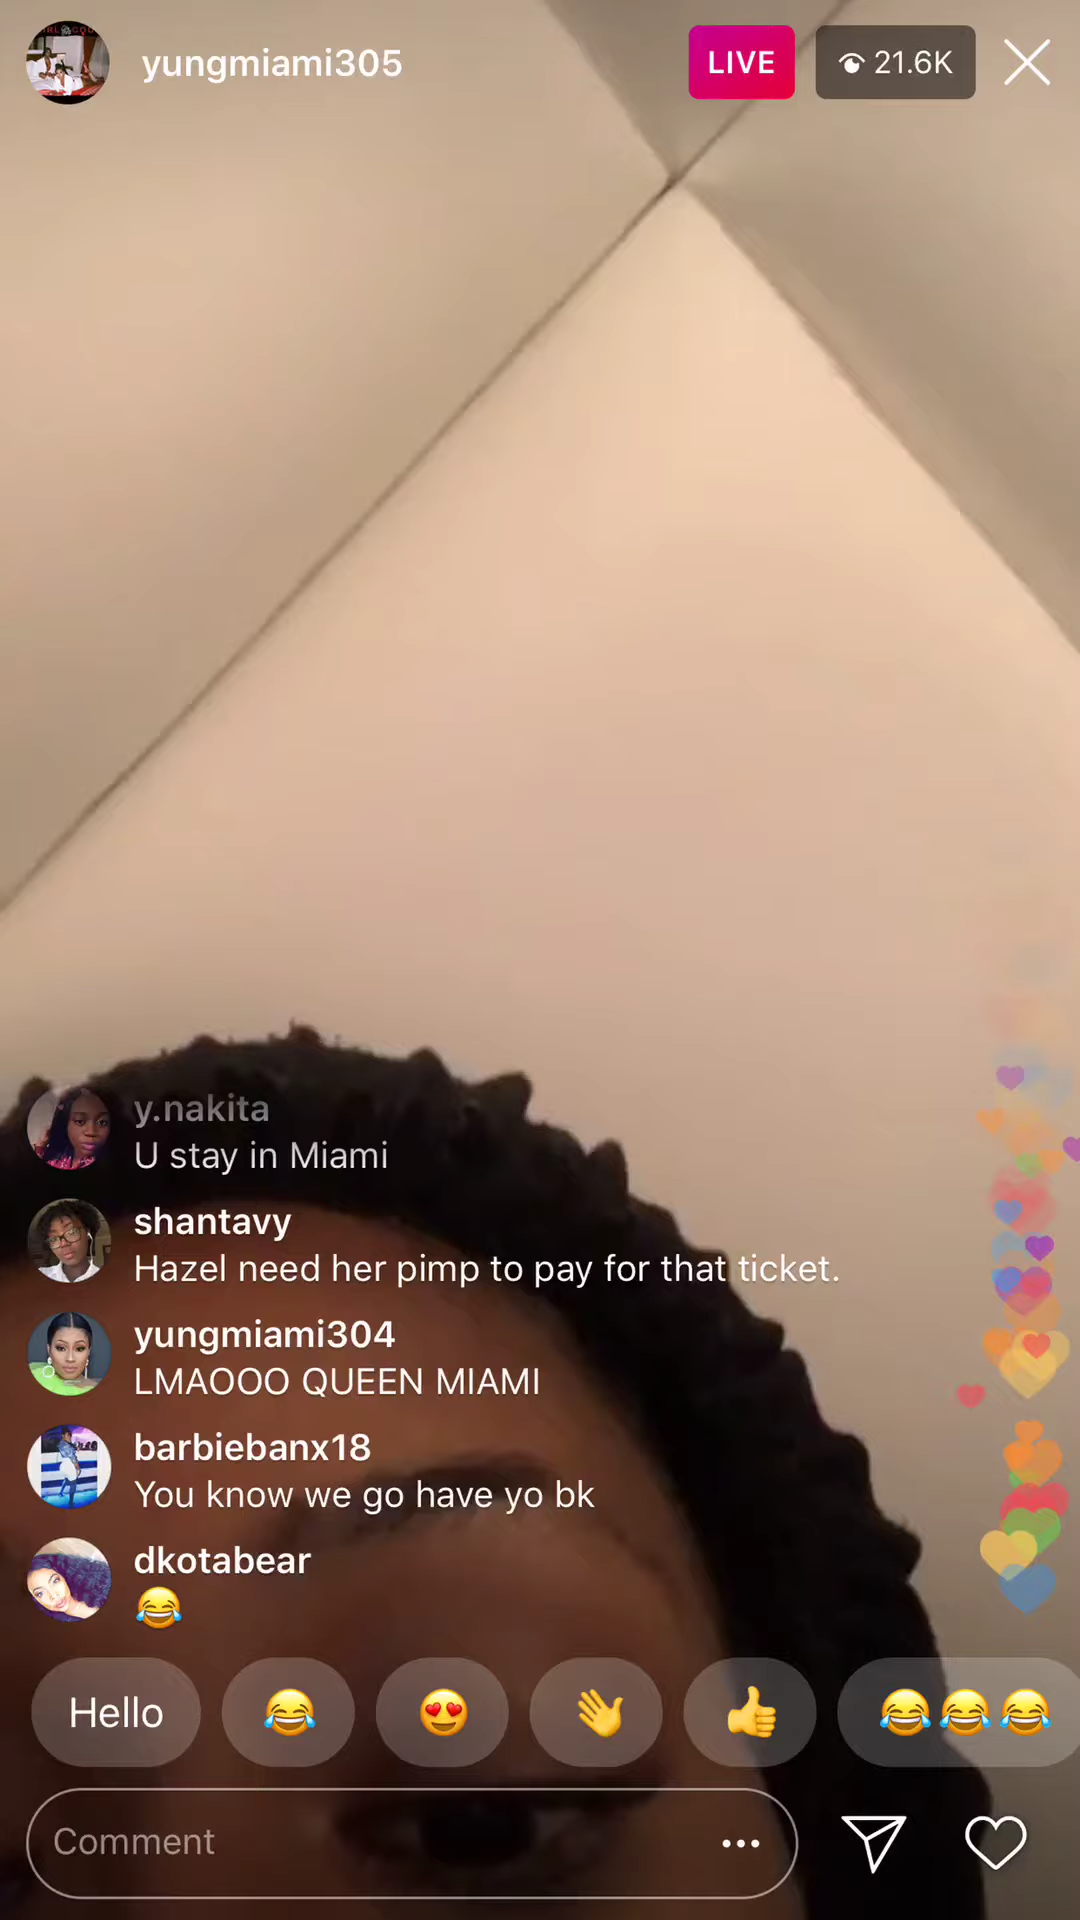 yungmiami305
LIVE
21.6K
y.nakita
U stay in Miami
shantavy
Hazel need her pimp to pay for that ticket.
yungmiami304
LMAOOO QUEEN MIAMI
barbiebanx18
You know we go have yo bk
dkotabear
😂
Hello 😂 😍 👋 👍 😂😂😂
Comment